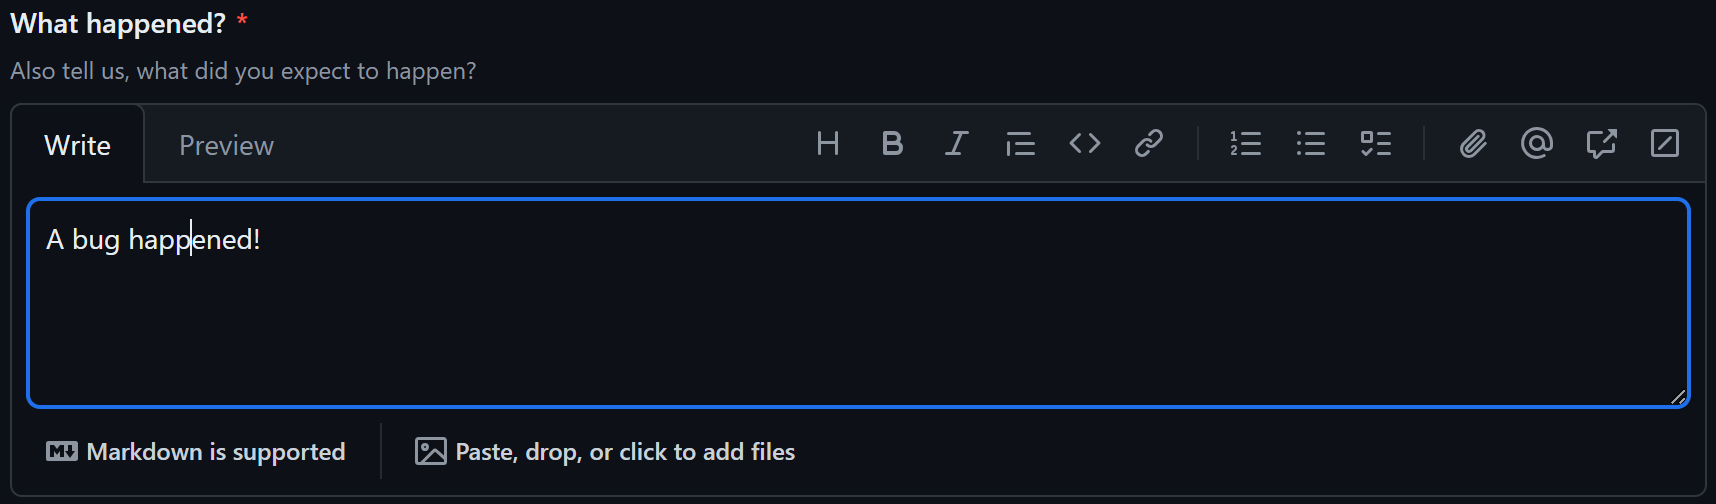 What happened? *
Also tell us, what did you expect to happen?
Write Preview
A bug happened!
Markdown is supported Paste, drop, or click to add files